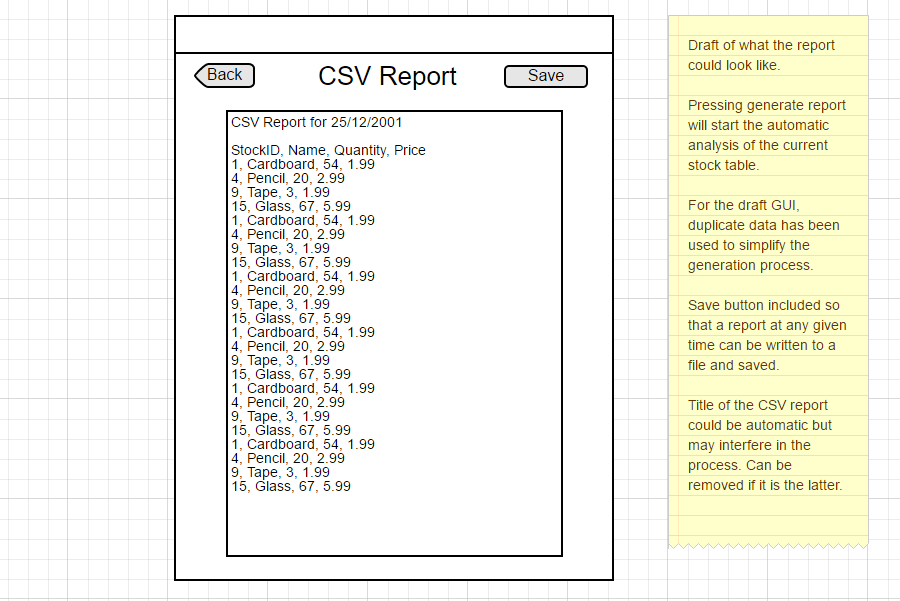 Back
CSV Report
Save
CSV Report for 25/12/2001
StockID, Name, Quantity, Price
1, Cardboard, 54, 1.99
4, Pencil, 20, 2.99
9, Tape, 3, 1.99
15, Glass, 67, 5.99
1, Cardboard, 54, 1.99
4, Pencil, 20, 2.99
9, Tape, 3, 1.99
15, Glass, 67, 5.99
1, Cardboard, 54, 1.99
4, Pencil, 20, 2.99
9, Tape, 3, 1.99
15, Glass, 67, 5.99
1, Cardboard, 54, 1.99
4, Pencil, 20, 2.99
9, Tape, 3, 1.99
15, Glass, 67, 5.99
1, Cardboard, 54, 1.99
4, Pencil, 20, 2.99
9, Tape, 3, 1.99
15, Glass, 67, 5.99
1, Cardboard, 54, 1.99
4, Pencil, 20, 2.99
9, Tape, 3, 1.99
15, Glass, 67, 5.99
Draft of what the report
could look like.
Pressing generate report
will start the automatic
analysis of the current
stock table.
For the draft GUI,
duplicate data has been
used to simplify the
generation process.
Save button included so
that a report at any given
time can be written to a
file and saved.
Title of the CSV report
could be automatic but
may interfere in the
process. Can be
removed if it is the latter.